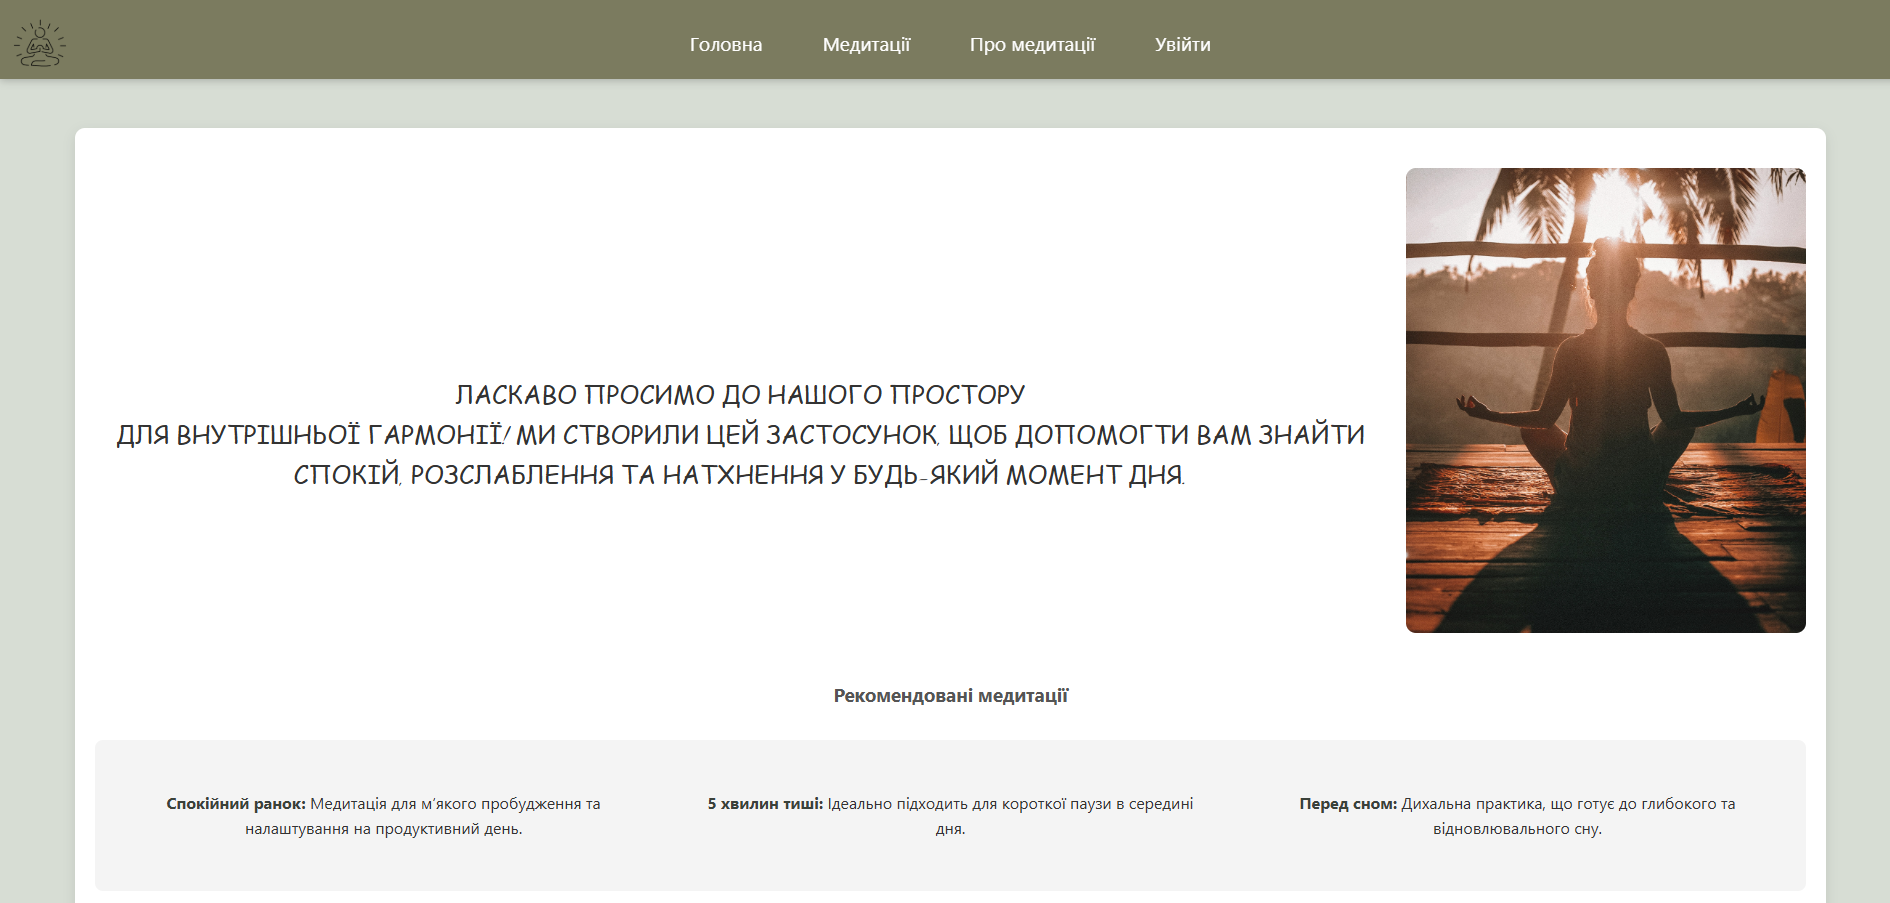 Головна Медитації Про медитації Увійти
ЛАСКАВО ПРОСИМО ДО НАШОГО ПРОСТОРУ
ДЛЯ ВНУТРІШНЬОЇ ГАРМОНІЇ! МИ СТВОРИЛИ ЦЕЙ ЗАСТОСУНОК, ЩОБ ДОПОМОГТИ ВАМ ЗНАЙТИ
СПОКІЙ, РОЗСЛАБЛЕННЯ ТА НАТХНЕННЯ У БУДЬ-ЯКИЙ МОМЕНТ ДНЯ.
Рекомендовані медитації
Спокійний ранок: Медитація для м'якого пробудження та
налаштування на продуктивний день.
5 хвилин тиші: Ідеально підходить для короткої паузи в середині
дня.
Перед сном: Дихальна практика, що готує до глибокого та
відновлювального сну.